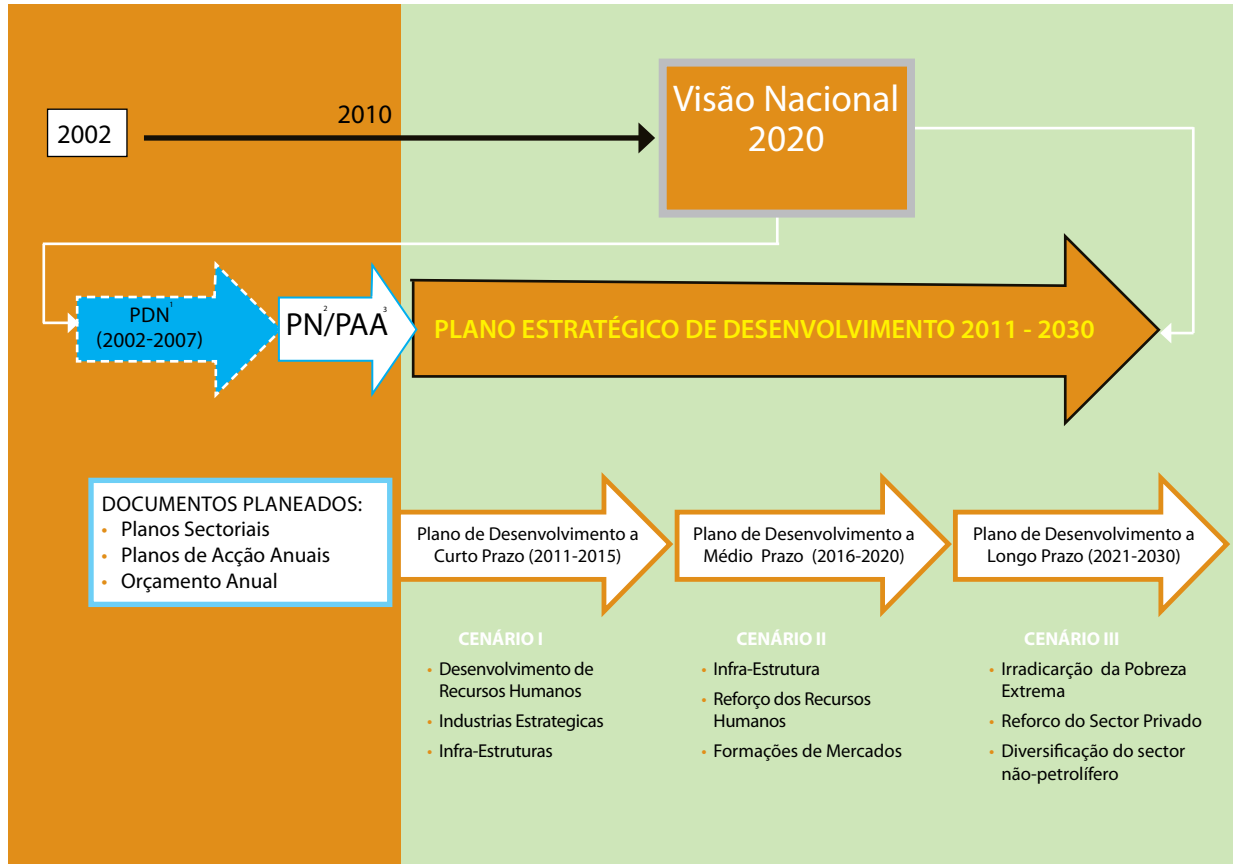 2002
2010
Visão Nacional
2020
PDN¹
(2002-2007)
PN²/PAA³
PLANO ESTRATÉGICO DE DESENVOLVIMENTO 2011 - 2030
DOCUMENTOS PLANEADOS:
• Planos Sectoriais
• Planos de Acção Anuais
• Orçamento Anual
Plano de Desenvolvimento a
Curto Prazo (2011-2015)
Plano de Desenvolvimento a
Médio Prazo (2016-2020)
Plano de Desenvolvimento a
Longo Prazo (2021-2030)
CENÁRIO I
• Desenvolvimento de
Recursos Humanos
• Industrias Estrategicas
• Infra-Estruturas
CENÁRIO II
• Infra-Estrutura
• Reforço dos Recursos
Humanos
• Formações de Mercados
CENÁRIO III
• Irradicarção da Pobreza
Extrema
• Reforco do Sector Privado
• Diversificação do sector
não-petrolífero